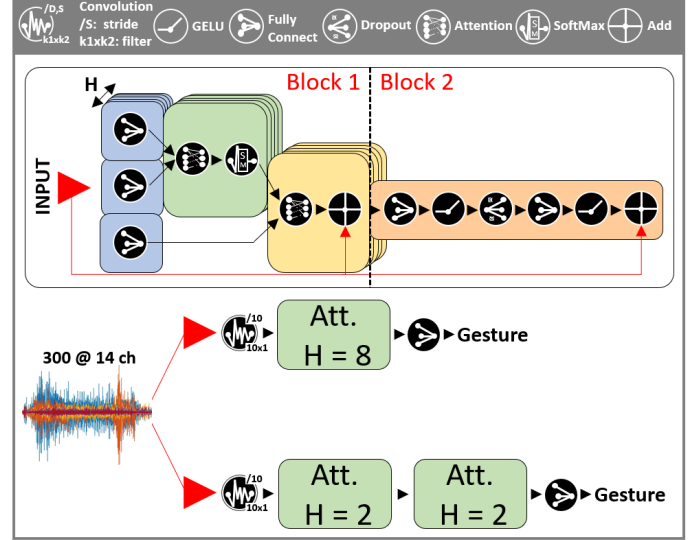 /D,S
k1xk2
Convolution
/S: stride
k1xk2: filter
GELU
Fully
Connect
Dropout
Attention
S
M
SoftMax
Add
H
Block 1
Block 2
INPUT
S
M
300 @ 14 ch
/10
10x1
Att.
H = 8
Gesture
/10
10x1
Att.
H = 2
Att.
H = 2
Gesture